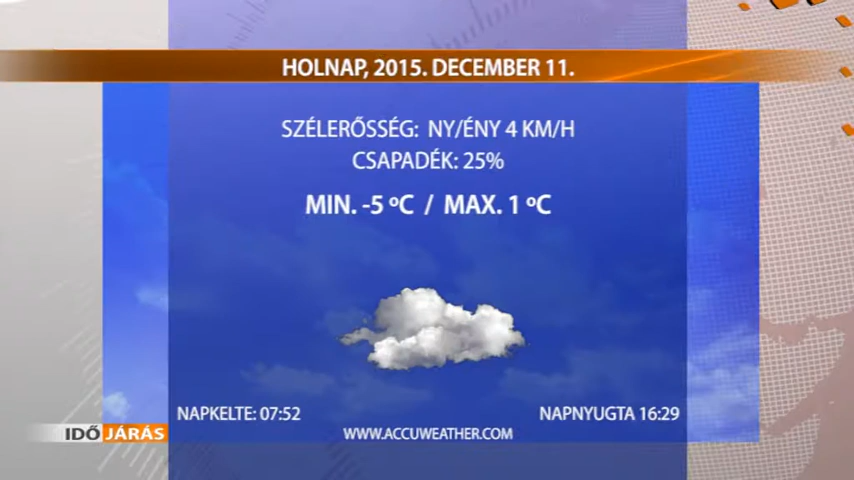 HOLNAP, 2015. DECEMBER 11.
SZÉLERŐSSÉG: NY/ÉNY 4 KM/H
CSAPADÉK: 25%
MIN. -5 ºC / MAX. 1 ºC
NAPKELTE: 07:52
NAPNYUGTA 16:29
WWW.ACCUWEATHER.COM
IDŐJÁRÁS